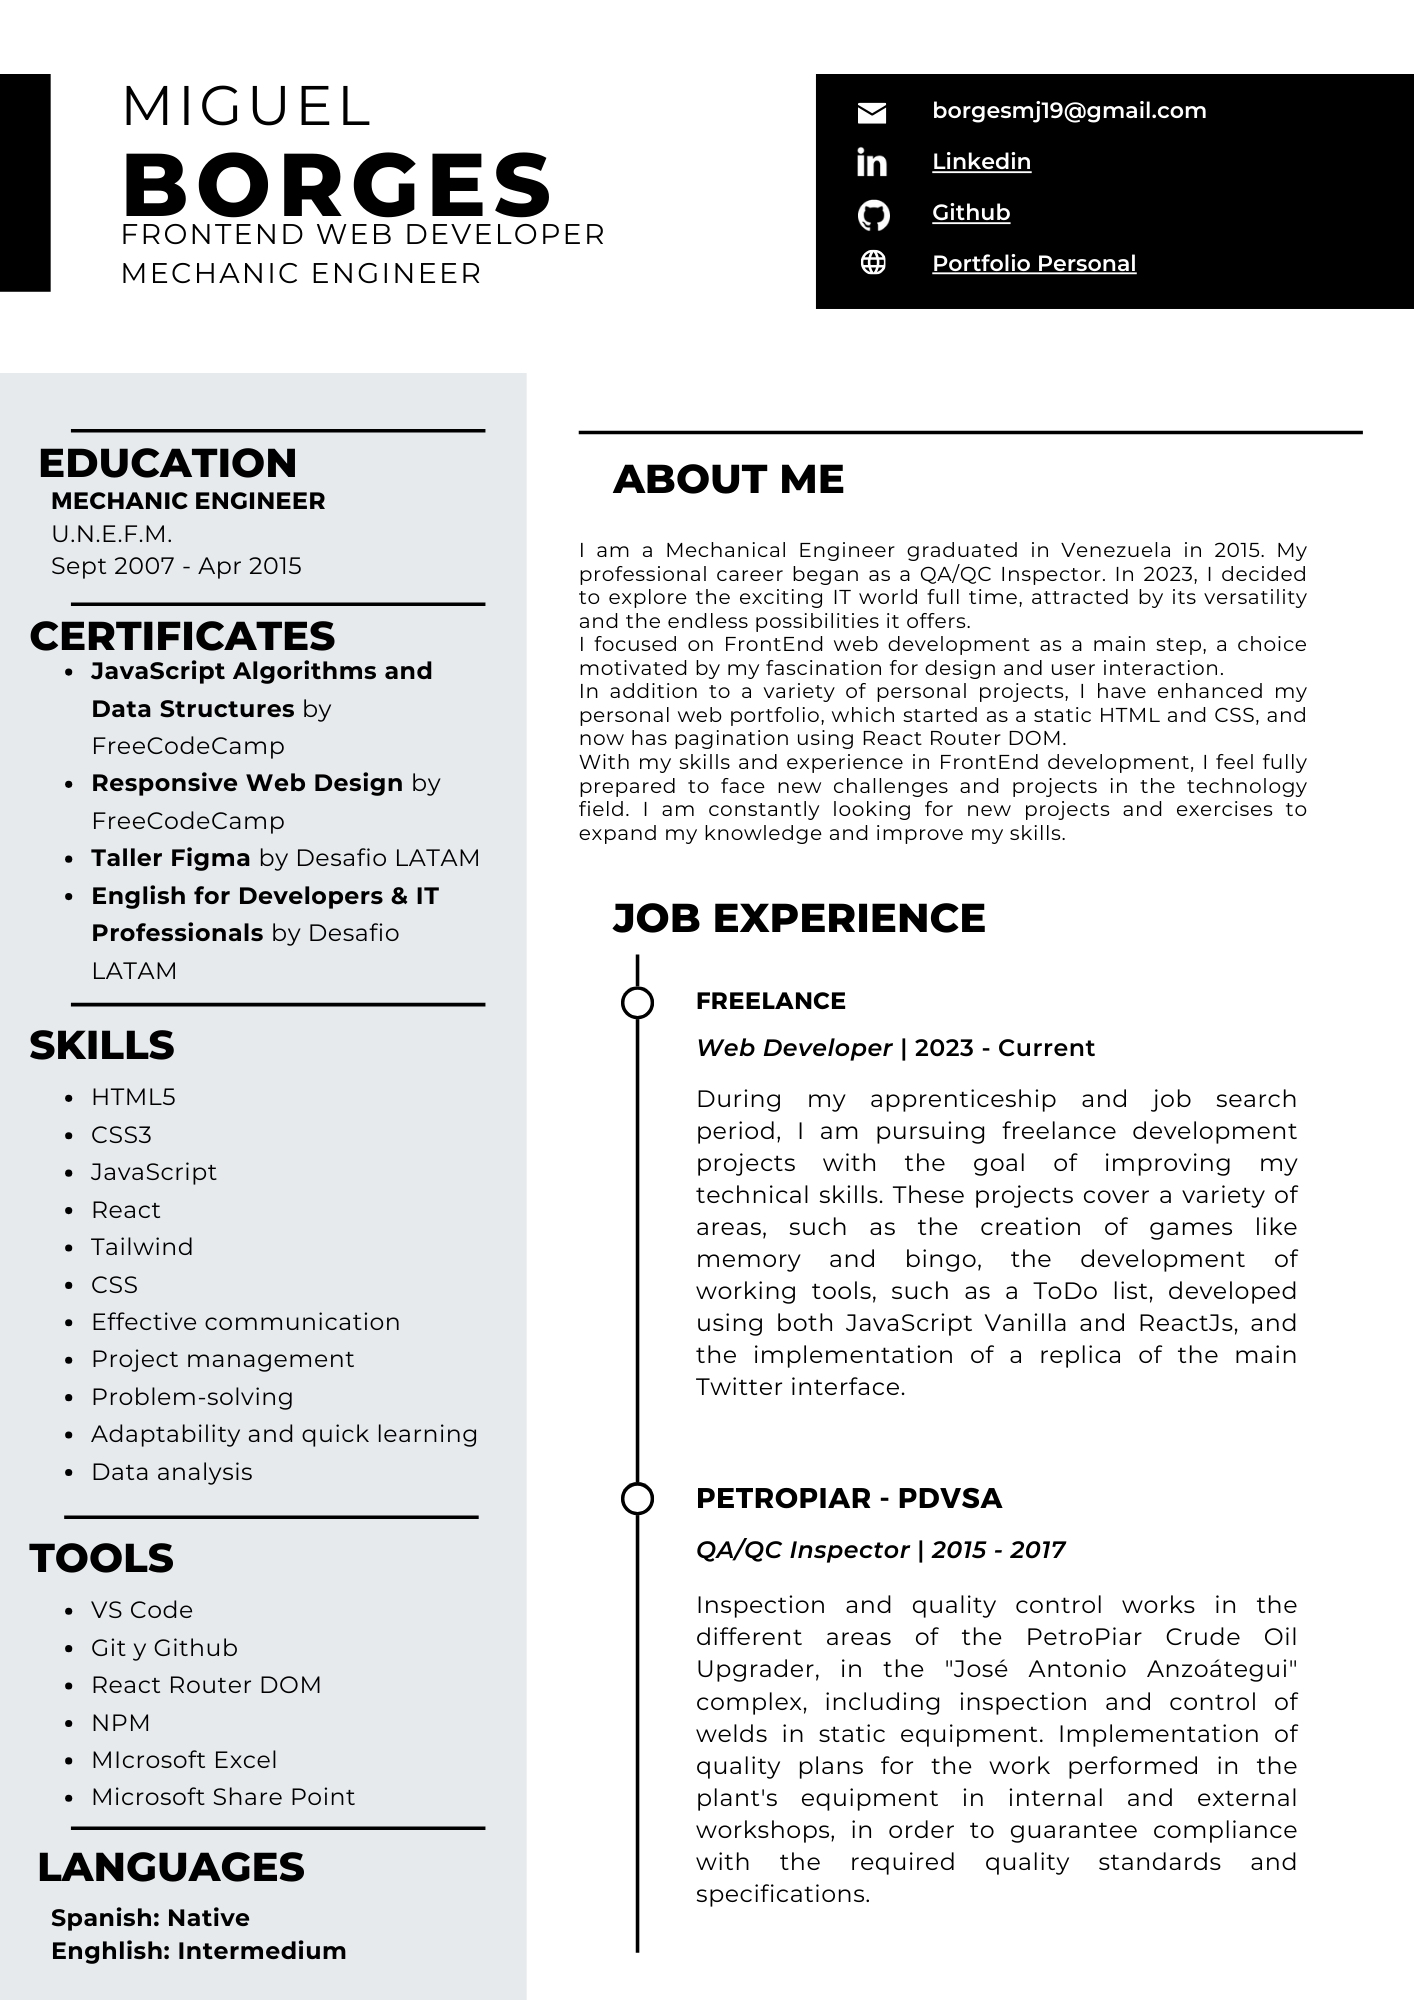 MIGUEL
BORGES
FRONTEND WEB DEVELOPER
MECHANIC ENGINEER
borgesmj19@gmail.com
Linkedin
Github
Portfolio Personal
EDUCATION
MECHANIC ENGINEER
U.N.E.F.M.
Sept 2007 - Apr 2015
CERTIFICATES
• JavaScript Algorithms and
Data Structures by
FreeCodeCamp
• Responsive Web Design by
FreeCodeCamp
• Taller Figma by Desafio LATAM
• English for Developers & IT
Professionals by Desafio
LATAM
SKILLS
• HTML5
• CSS3
• JavaScript
• React
• Tailwind
• CSS
• Effective communication
• Project management
• Problem-solving
• Adaptability and quick learning
• Data analysis
TOOLS
• VS Code
• Git y Github
• React Router DOM
• NPM
• MIcrosoft Excel
• Microsoft Share Point
LANGUAGES
Spanish: Native
Enghlish: Intermedium
ABOUT ME
I am a Mechanical Engineer graduated in Venezuela in 2015. My
professional career began as a QA/QC Inspector. In 2023, I decided
to explore the exciting IT world full time, attracted by its versatility
and the endless possibilities it offers.
I focused on FrontEnd web development as a main step, a choice
motivated by my fascination for design and user interaction.
In addition to a variety of personal projects, I have enhanced my
personal web portfolio, which started as a static HTML and CSS, and
now has pagination using React Router DOM.
With my skills and experience in FrontEnd development, I feel fully
prepared to face new challenges and projects in the technology
field. I am constantly looking for new projects and exercises to
expand my knowledge and improve my skills.
JOB EXPERIENCE
FREELANCE
Web Developer | 2023 - Current
During my apprenticeship and job search
period, I am pursuing freelance development
projects with the goal of improving my
technical skills. These projects cover a variety of
areas, such as the creation of games like
memory and bingo, the development of
working tools, such as a ToDo list, developed
using both JavaScript Vanilla and ReactJs, and
the implementation of a replica of the main
Twitter interface.
PETROPIAR - PDVSA
QA/QC Inspector | 2015 - 2017
Inspection and quality control works in the
different areas of the PetroPiar Crude Oil
Upgrader, in the "José Antonio Anzoátegui"
complex, including inspection and control of
welds in static equipment. Implementation of
quality plans for the work performed in the
plant's equipment in internal and external
workshops, in order to guarantee compliance
with the required quality standards and
specifications.